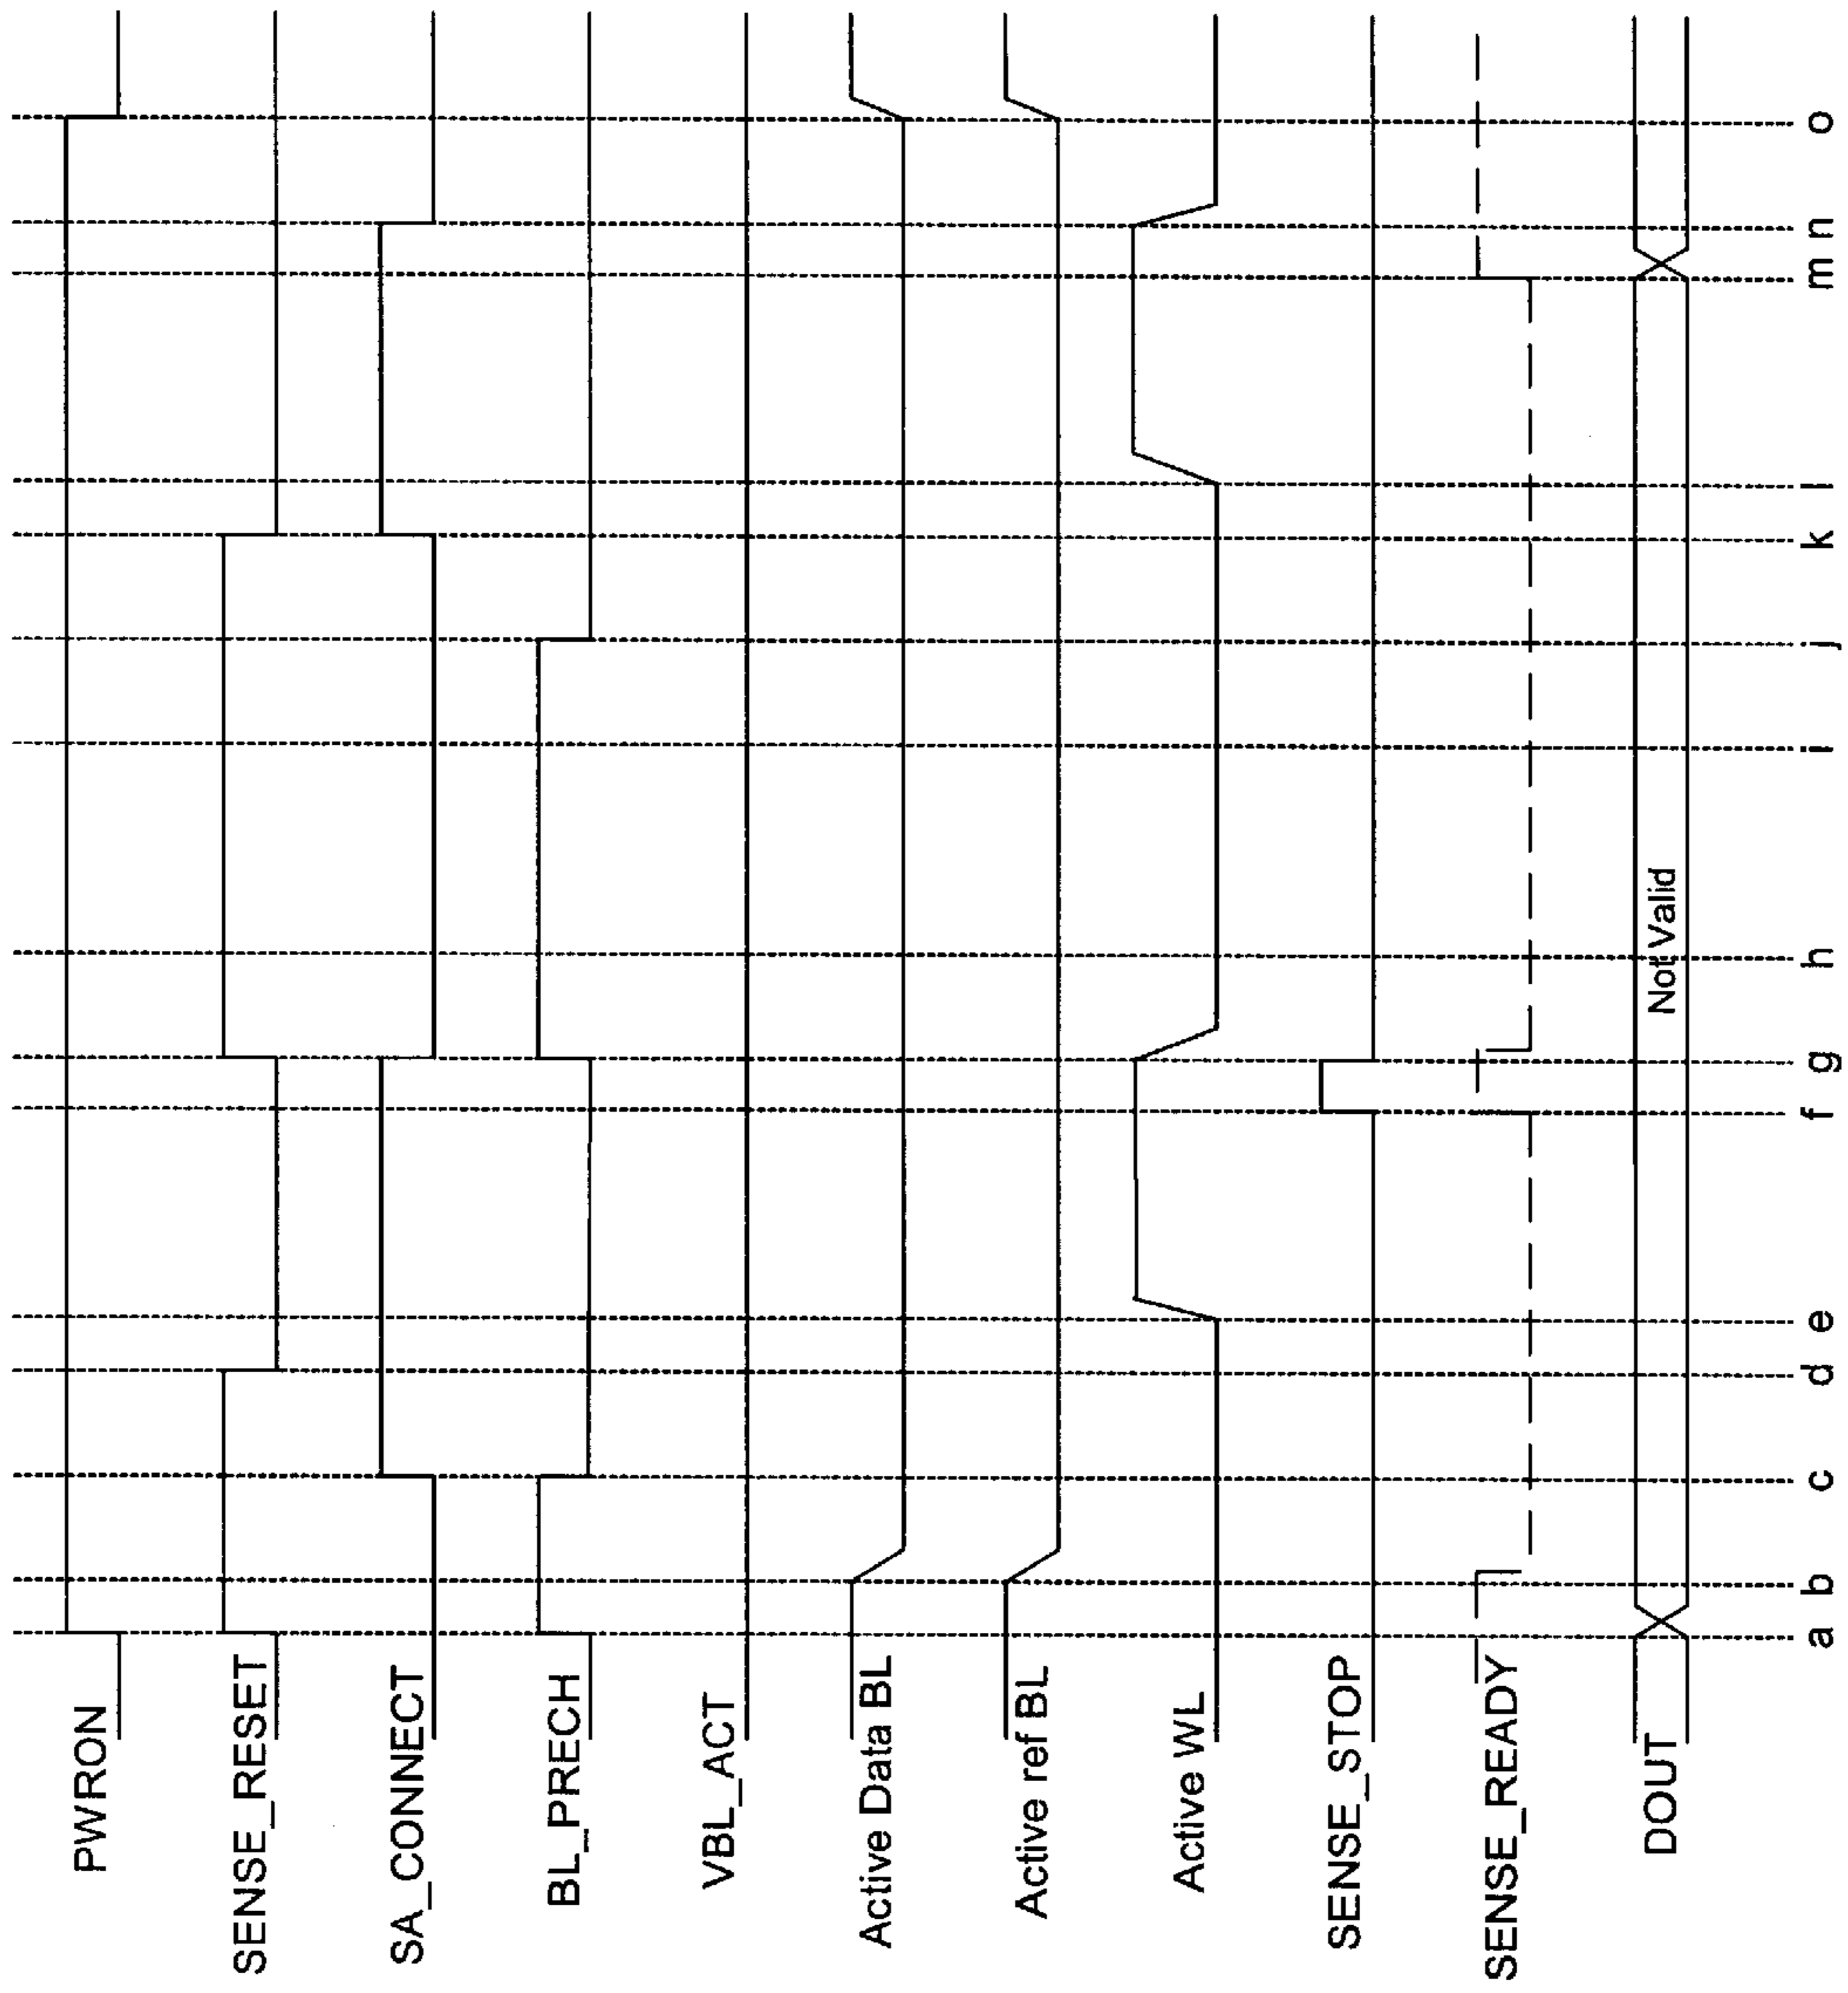 PWRON
SENSE_RESET
SA_CONNECT
BL_PRECH
VBL_ACT
Active Data BL
Active ref BL
Active WL
SENSE_STOP
SENSE_READY
DOUT
Not Valid
a b c d e f g h i j k l m n o